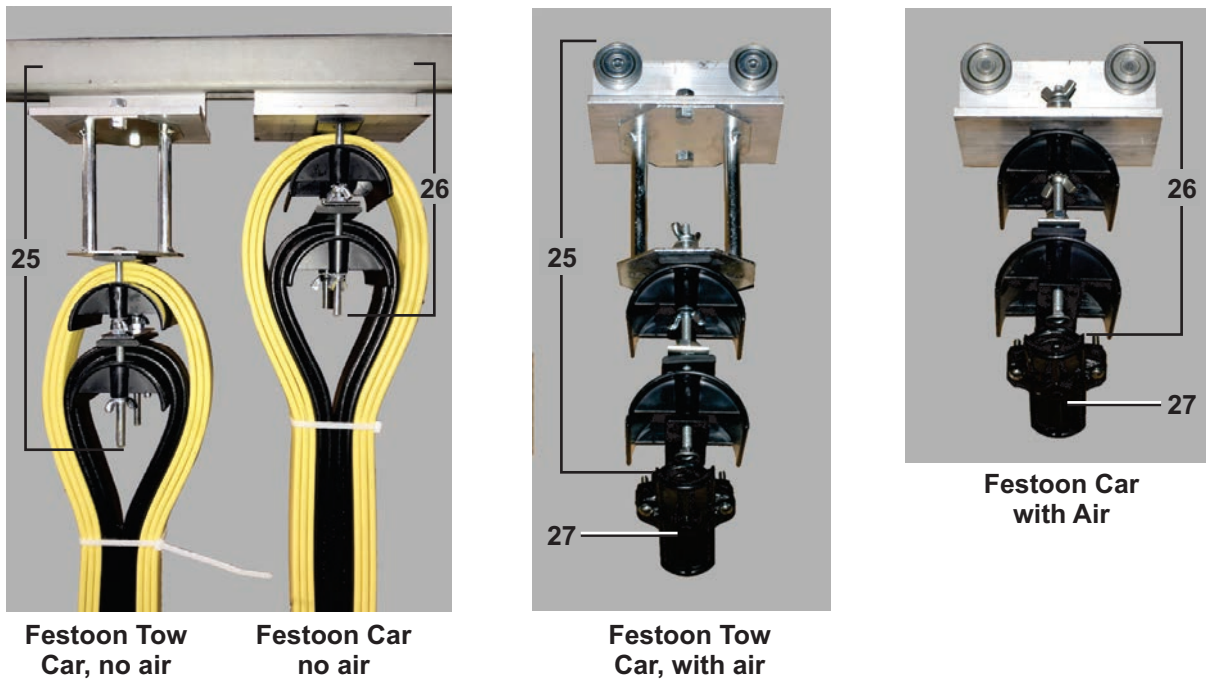 25
26
Festoon Tow
Car, no air
Festoon Car
no air
25
27
Festoon Tow
Car, with air
26
27
Festoon Car
with Air